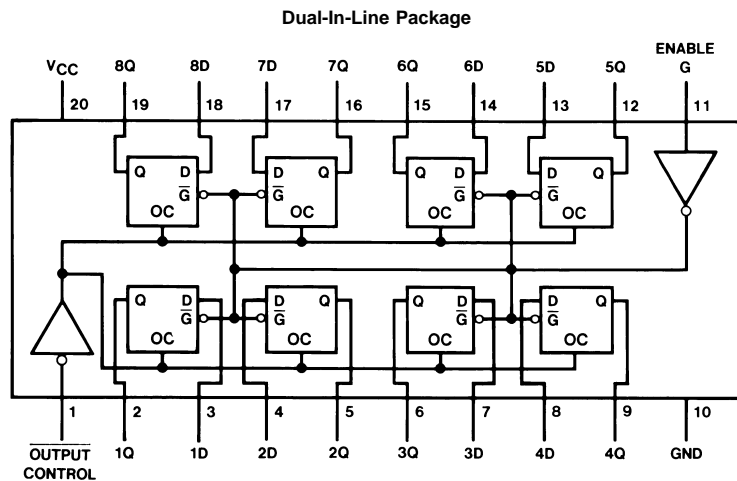 Dual-In-Line Package
ENABLE
VCC 8Q 8D 7D 7Q 6Q 6D 5D 5Q G
20 19 18 17 16 15 14 13 12 11
Q D D Q Q D D Q
G̅ G̅ G̅ G̅
OC OC OC OC
Q D D Q Q D D Q
G̅ G̅ G̅ G̅
OC OC OC OC
1 2 3 4 5 6 7 8 9 10
OUTPUT 1Q 1D 2D 2Q 3Q 3D 4D 4Q GND
CONTROL